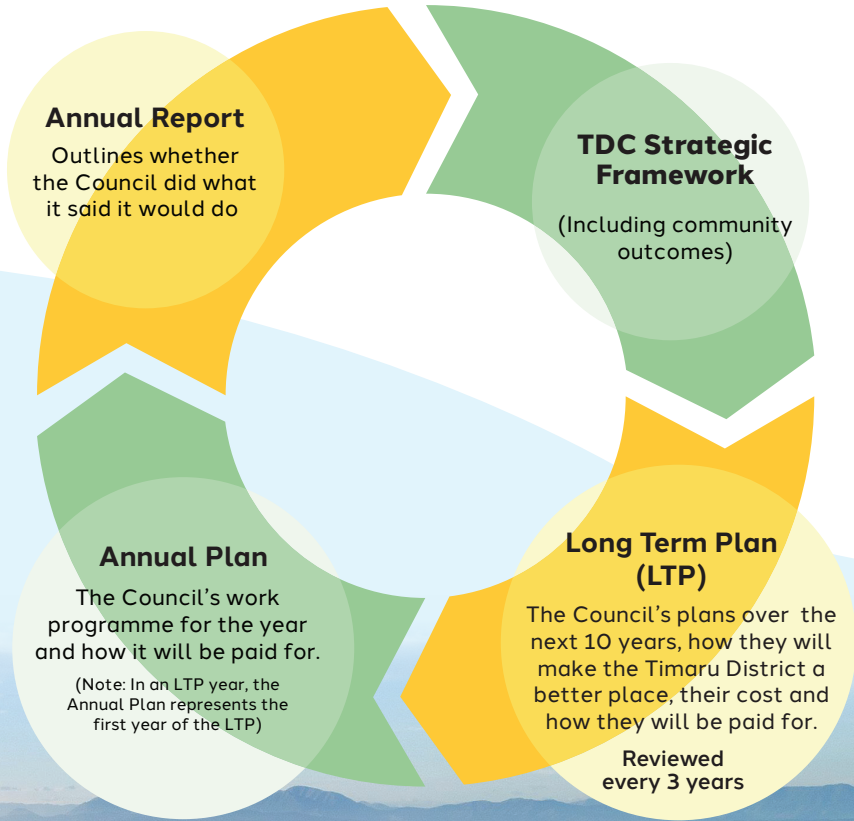 Annual Report
Outlines whether
the Council did what
it said it would do
TDC Strategic
Framework
(Including community
outcomes)
Long Term Plan
(LTP)
The Council’s plans over the
next 10 years, how they will
make the Timaru District a
better place, their cost and
how they will be paid for.
Reviewed
every 3 years
Annual Plan
The Council’s work
programme for the year
and how it will be paid for.
(Note: In an LTP year, the
Annual Plan represents the
first year of the LTP)